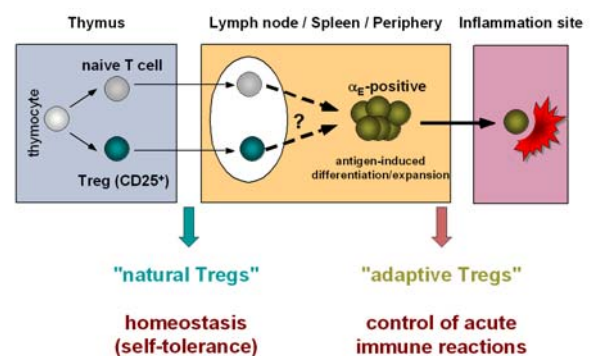 Thymus
Lymph node / Spleen / Periphery
Inflammation site
naive T cell
thymocyte
Treg (CD25⁺)
?
αE-positive
antigen-induced
differentiation/expansion
"natural Tregs"
"adaptive Tregs"
homeostasis
(self-tolerance)
control of acute
immune reactions